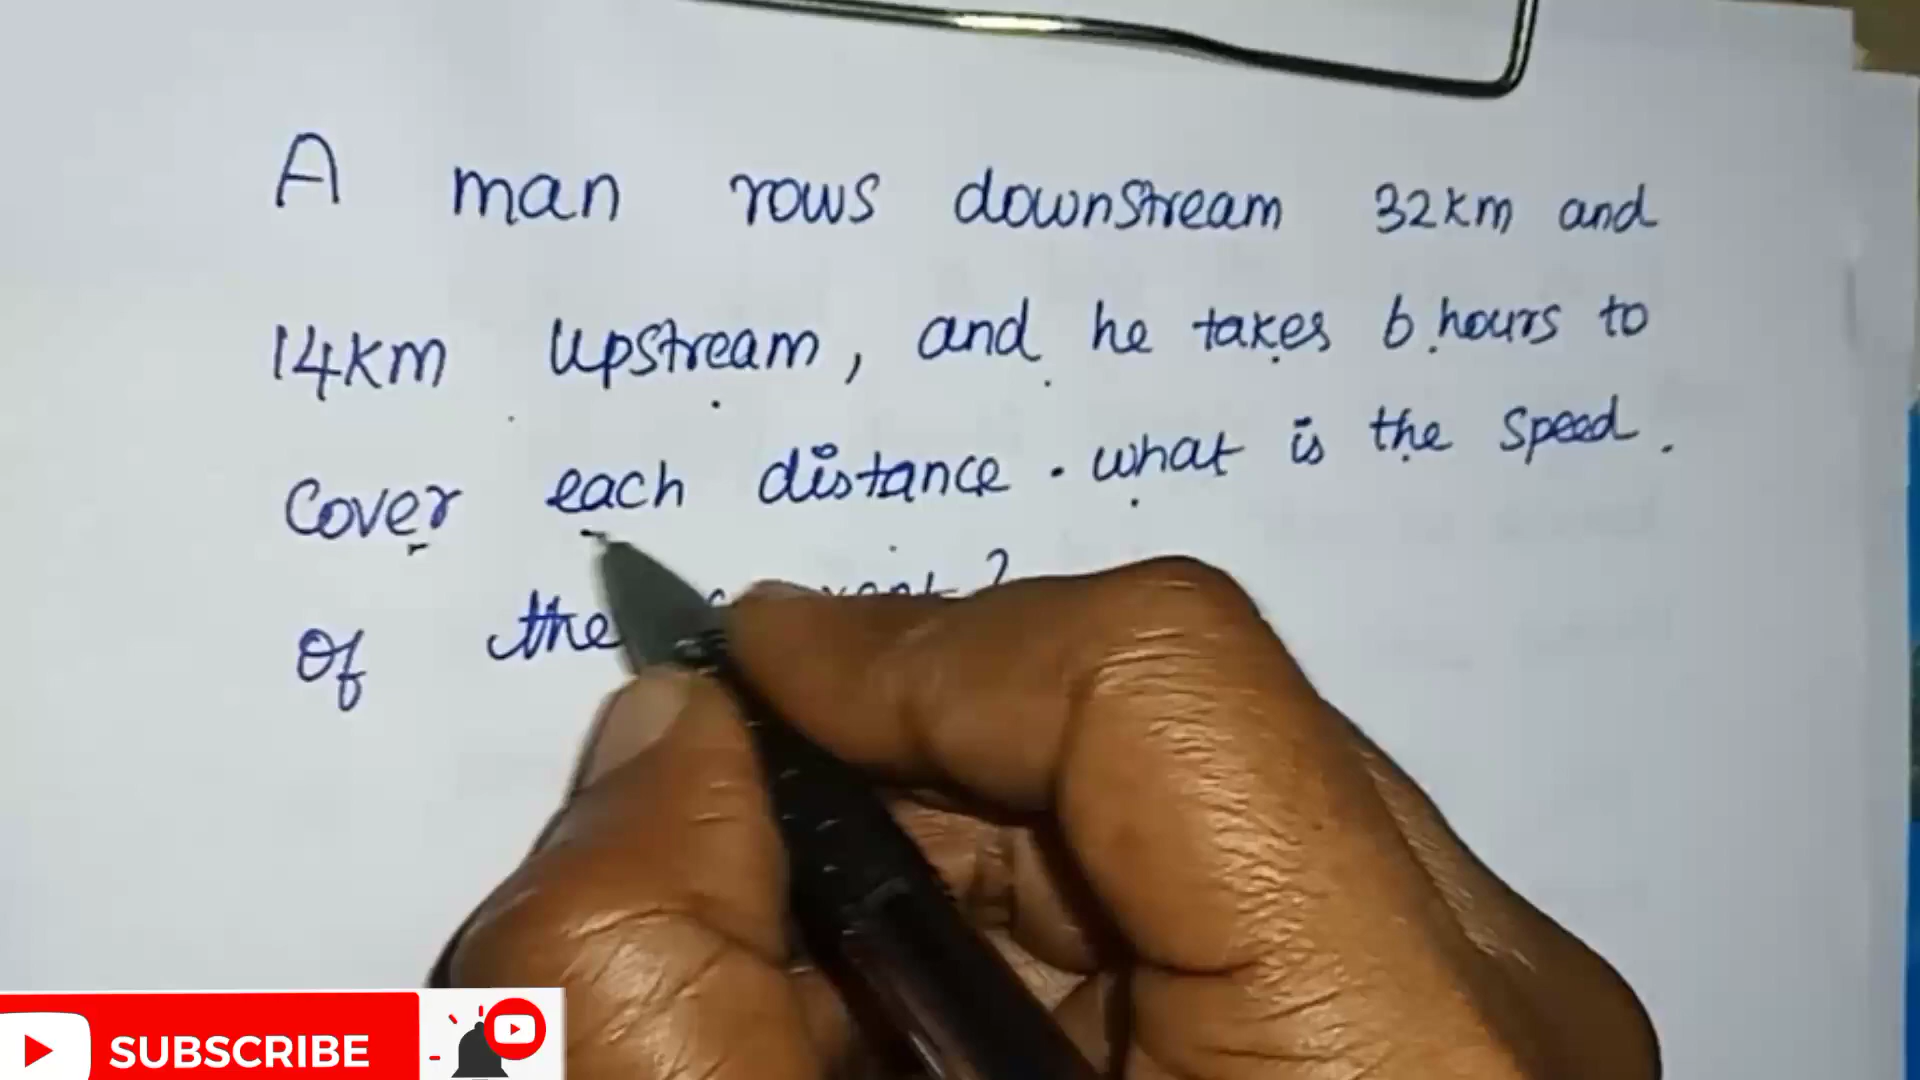 A man rows downstream 32km and
14km upstream, and he takes 6 hours to
Cover each distance. what is the speed
of the ?
SUBSCRIBE